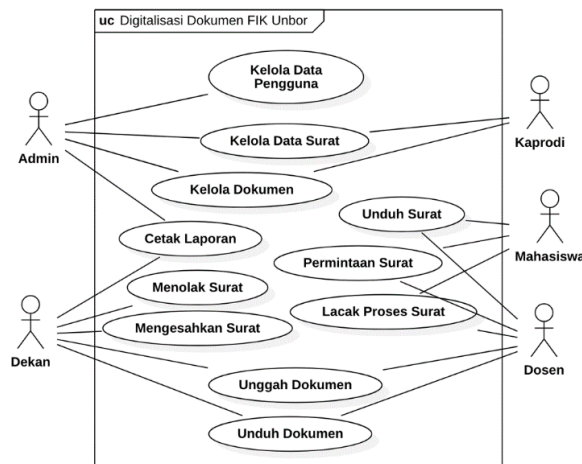 uc Digitalisasi Dokumen FIK Unbor
Kelola Data
Pengguna
Admin
Kelola Data Surat
Kaprodi
Kelola Dokumen
Unduh Surat
Cetak Laporan
Permintaan Surat
Mahasiswa
Menolak Surat
Mengesahkan Surat
Lacak Proses Surat
Dekan
Dosen
Unggah Dokumen
Unduh Dokumen